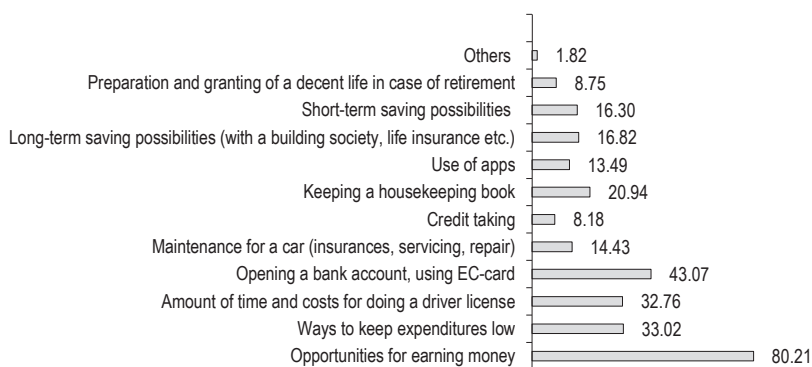 Others 1.82
Preparation and granting of a decent life in case of retirement 8.75
Short-term saving possibilities 16.30
Long-term saving possibilities (with a building society, life insurance etc.) 16.82
Use of apps 13.49
Keeping a housekeeping book 20.94
Credit taking 8.18
Maintenance for a car (insurances, servicing, repair) 14.43
Opening a bank account, using EC-card 43.07
Amount of time and costs for doing a driver license 32.76
Ways to keep expenditures low 33.02
Opportunities for earning money 80.21